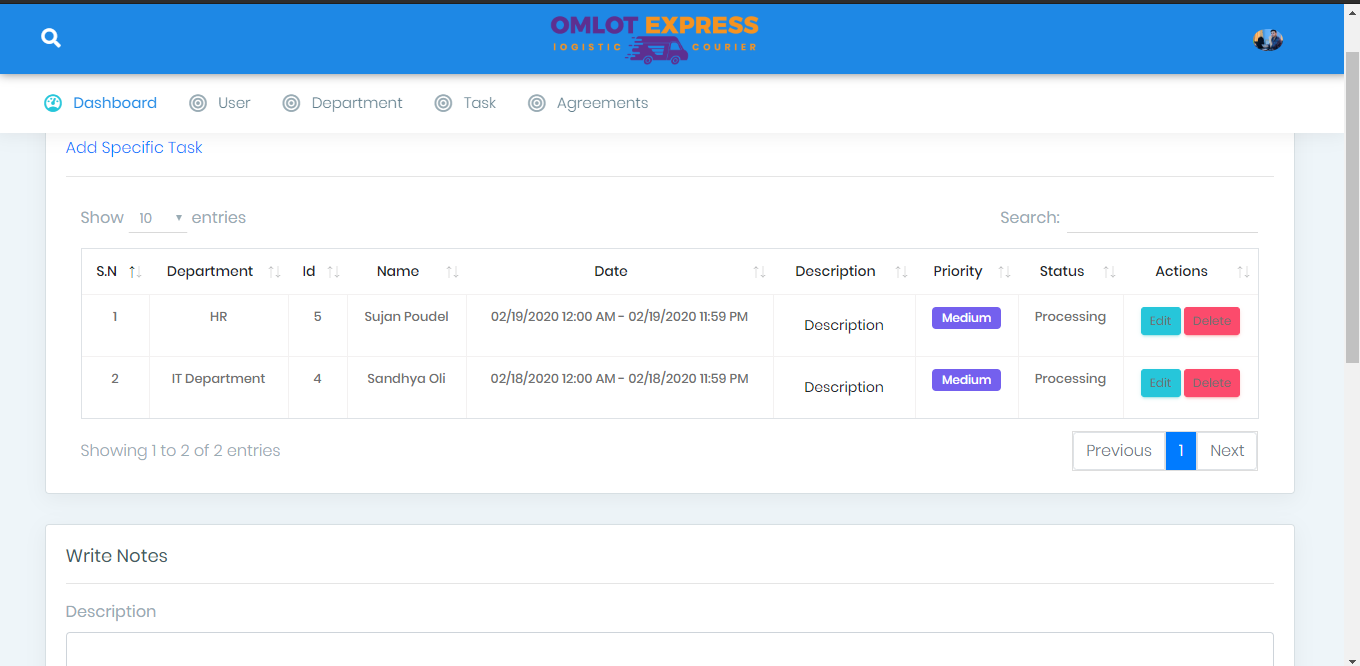 OMLOT EXPRESS
LOGISTIC COURIER
Dashboard User Department Task Agreements
Add Specific Task
Show 10 entries Search:
S.N Department Id Name Date Description Priority Status Actions
1 HR 5 Sujan Poudel 02/19/2020 12:00 AM - 02/19/2020 11:59 PM Description Medium Processing Edit Delete
2 IT Department 4 Sandhya Oli 02/18/2020 12:00 AM - 02/18/2020 11:59 PM Description Medium Processing Edit Delete
Showing 1 to 2 of 2 entries Previous 1 Next
Write Notes
Description